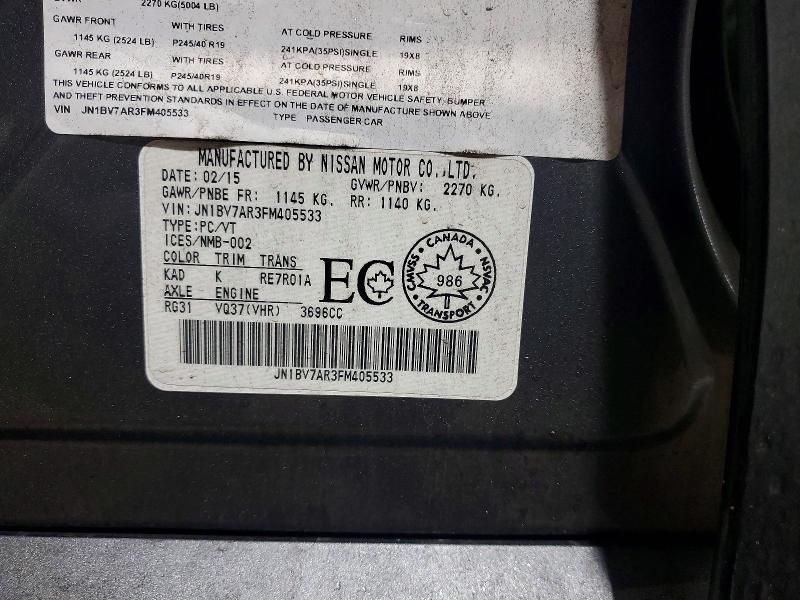 2270 KG(5004 LB)
GAWR FRONT WITH TIRES AT COLD PRESSURE RIMS
1145 KG (2524 LB) P245/40 R19 241KPA(35PSI)SINGLE 19X8
GAWR REAR WITH TIRES AT COLD PRESSURE RIMS
1145 KG (2524 LB) P245/40R19 241KPA(35PSI)SINGLE 19X8
THIS VEHICLE CONFORMS TO ALL APPLICABLE U.S. FEDERAL MOTOR VEHICLE SAFETY, BUMPER
AND THEFT PREVENTION STANDARDS IN EFFECT ON THE DATE OF MANUFACTURE SHOWN ABOVE
VIN JN1BV7AR3FM405533 TYPE PASSENGER CAR
MANUFACTURED BY NISSAN MOTOR CO.,LTD.
DATE: 02/15 GVWR/PNBV: 2270 KG.
GAWR/PNBE FR: 1145 KG. RR: 1140 KG.
VIN: JN1BV7AR3FM405533
TYPE:PC/VT
ICES/NMB-002
COLOR TRIM TRANS
KAD K RE7R01A
AXLE ENGINE
RG31 VQ37(VHR) 3696CC
EC
CANADA
CMVSS 986 NSVAC
TRANSPORT
JN1BV7AR3FM405533